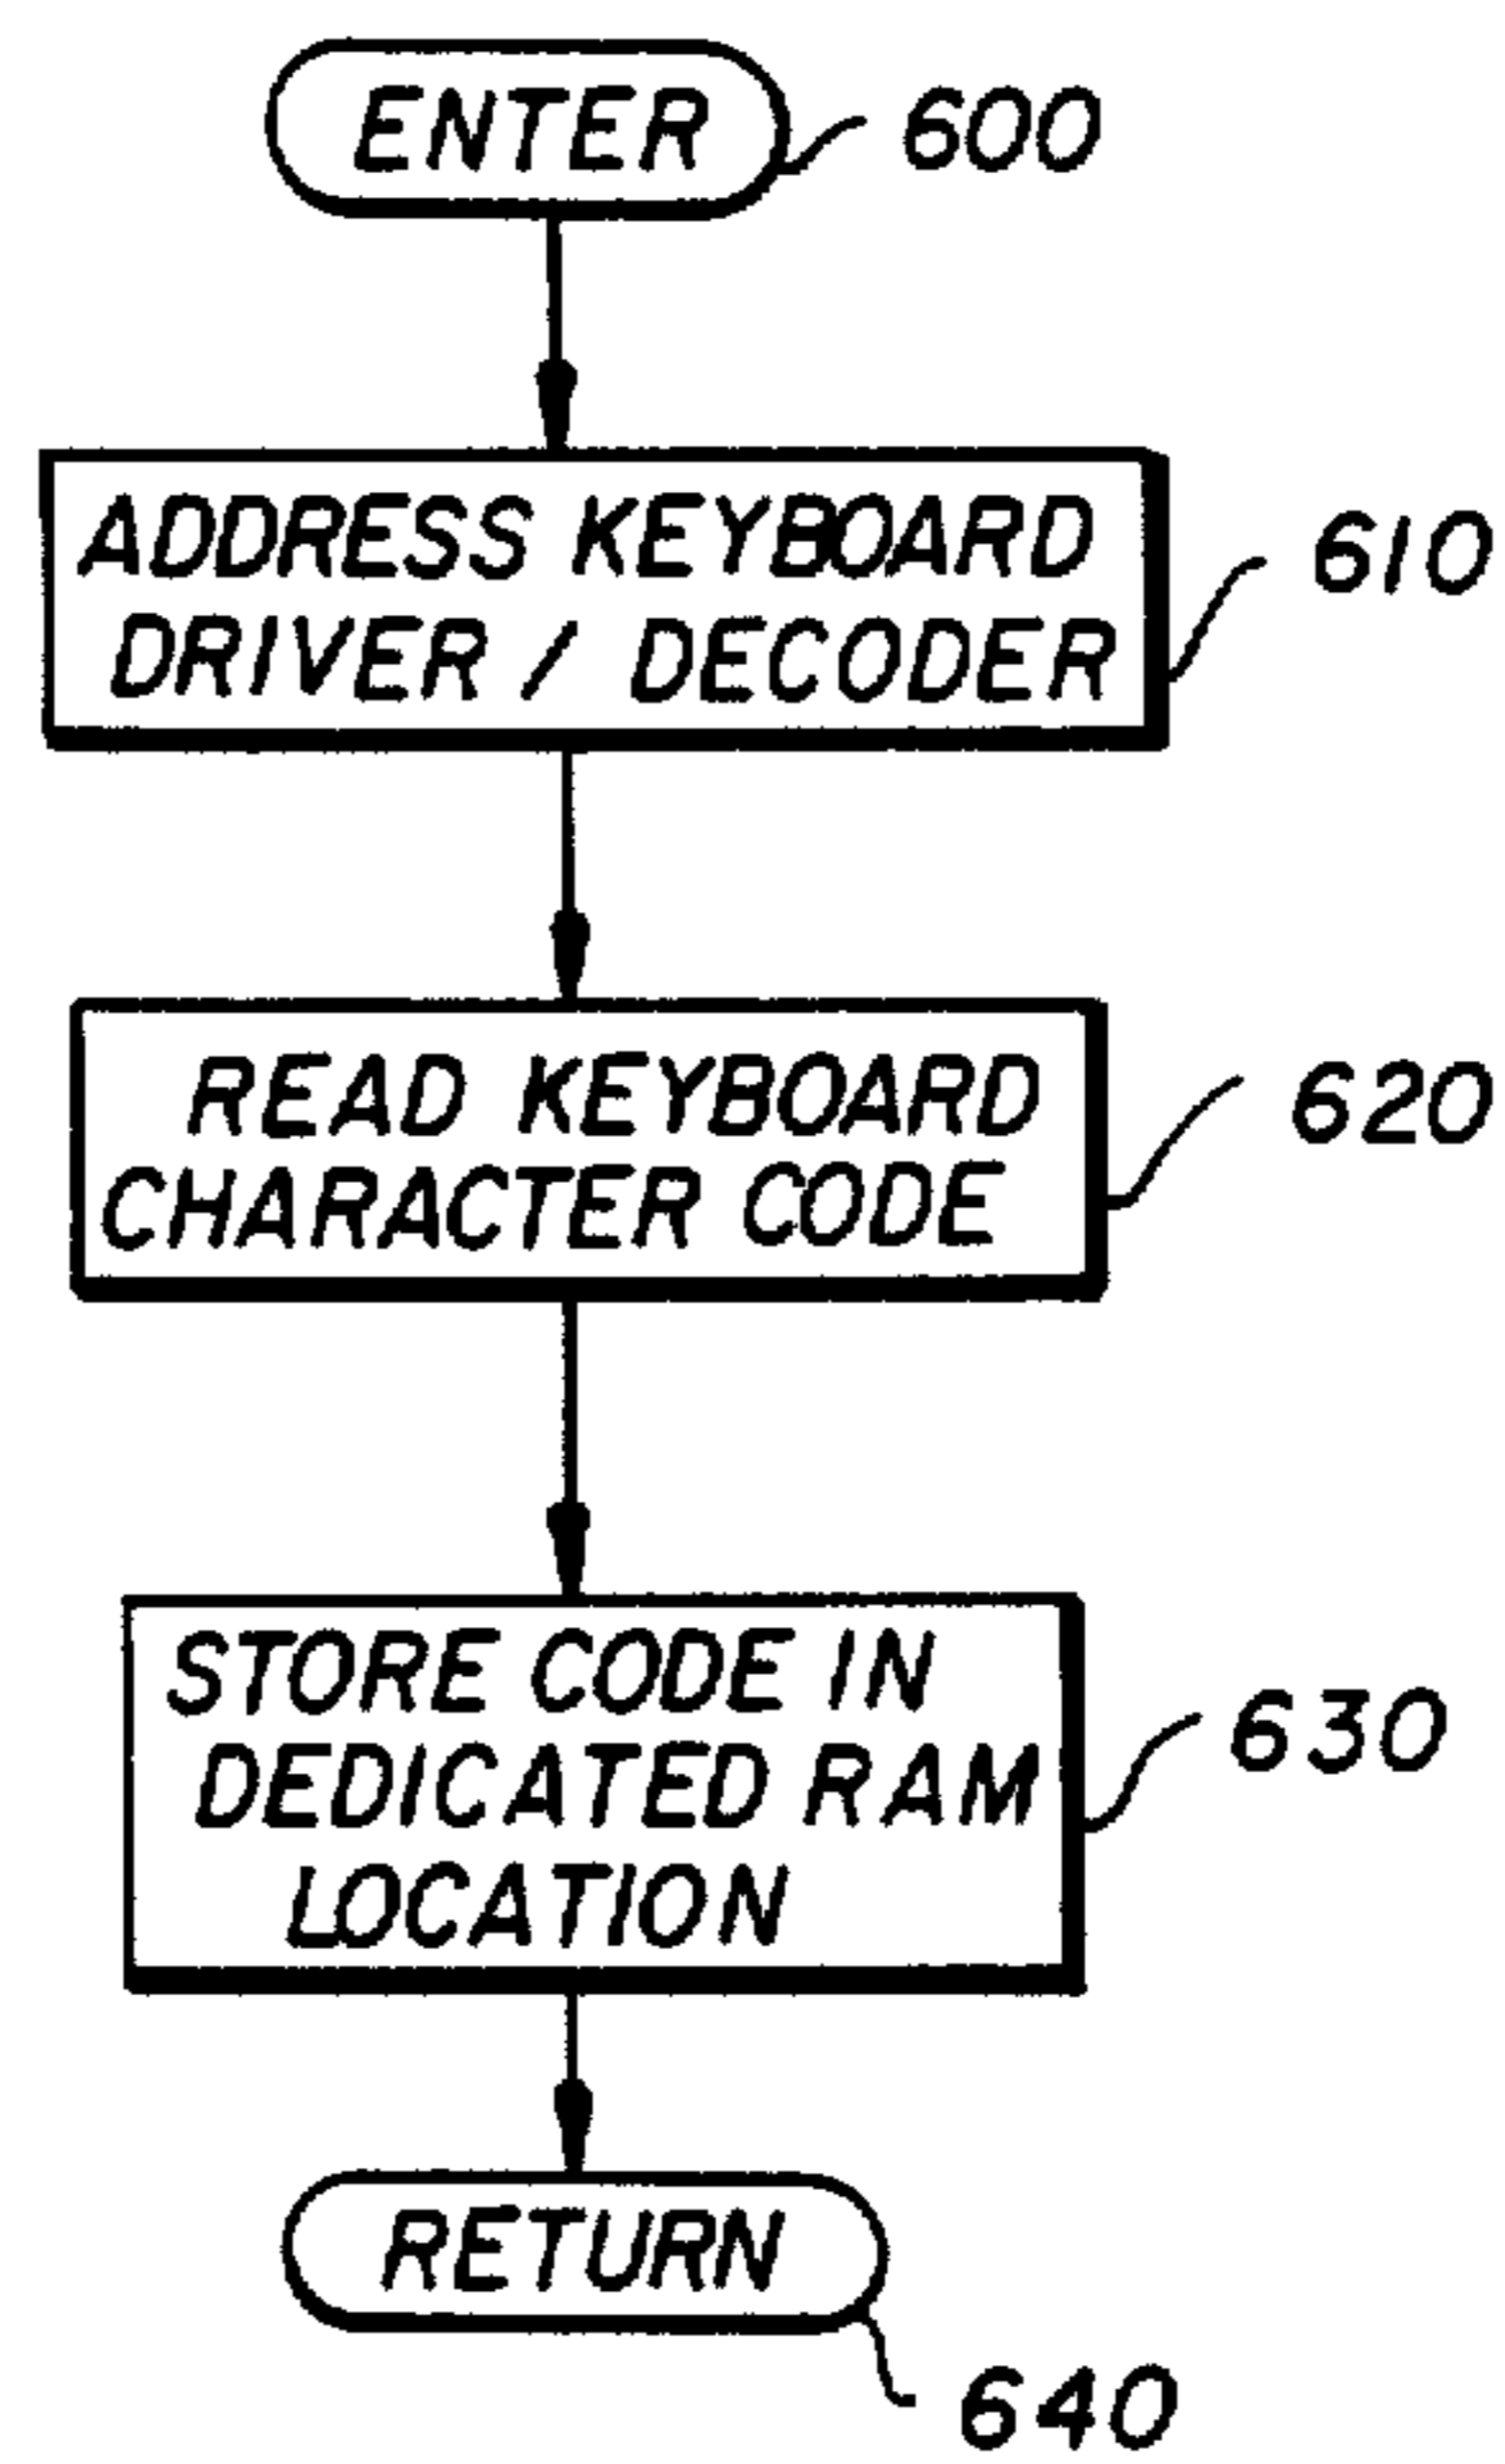 ENTER 600
ADDRESS KEYBOARD
DRIVER / DECODER
610
READ KEYBOARD
CHARACTER CODE
620
STORE CODE IN
DEDICATED RAM
LOCATION
630
RETURN
640